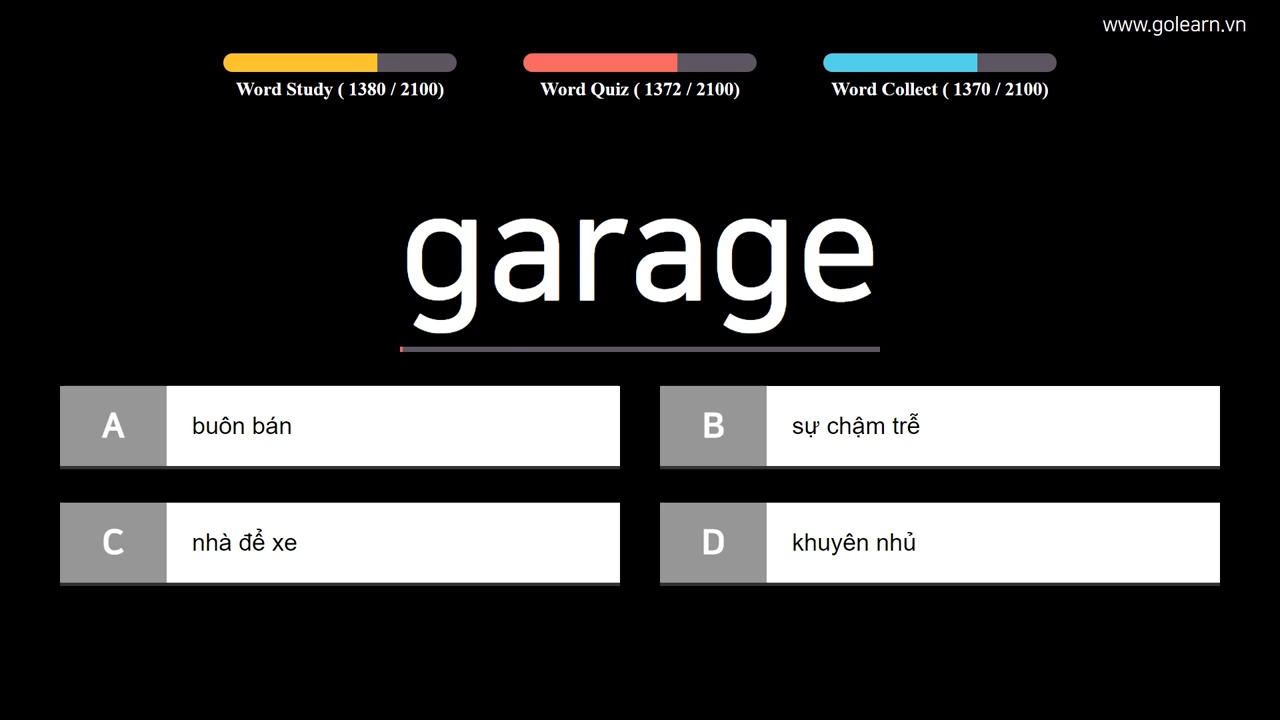 www.golearn.vn
Word Study ( 1380 / 2100)
Word Quiz ( 1372 / 2100)
Word Collect ( 1370 / 2100)
garage
A
buôn bán
B
sự chậm trễ
C
nhà để xe
D
khuyên nhủ